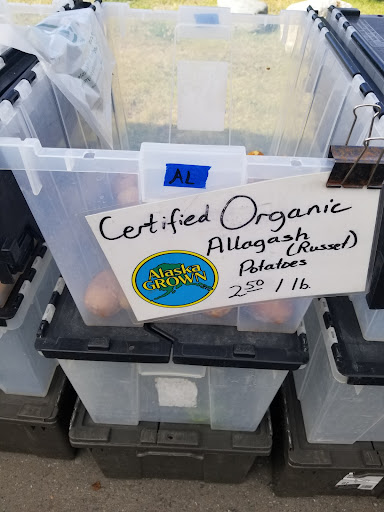 AL
Certified Organic
Allagash
(Russet)
Potatoes
2.50 / lb.
Alaska
GROWN